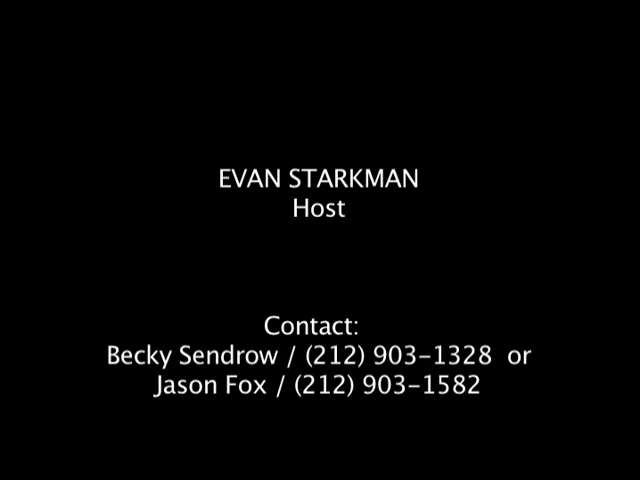 EVAN STARKMAN
Host
Contact:
Becky Sendrow / (212) 903-1328 or
Jason Fox / (212) 903-1582